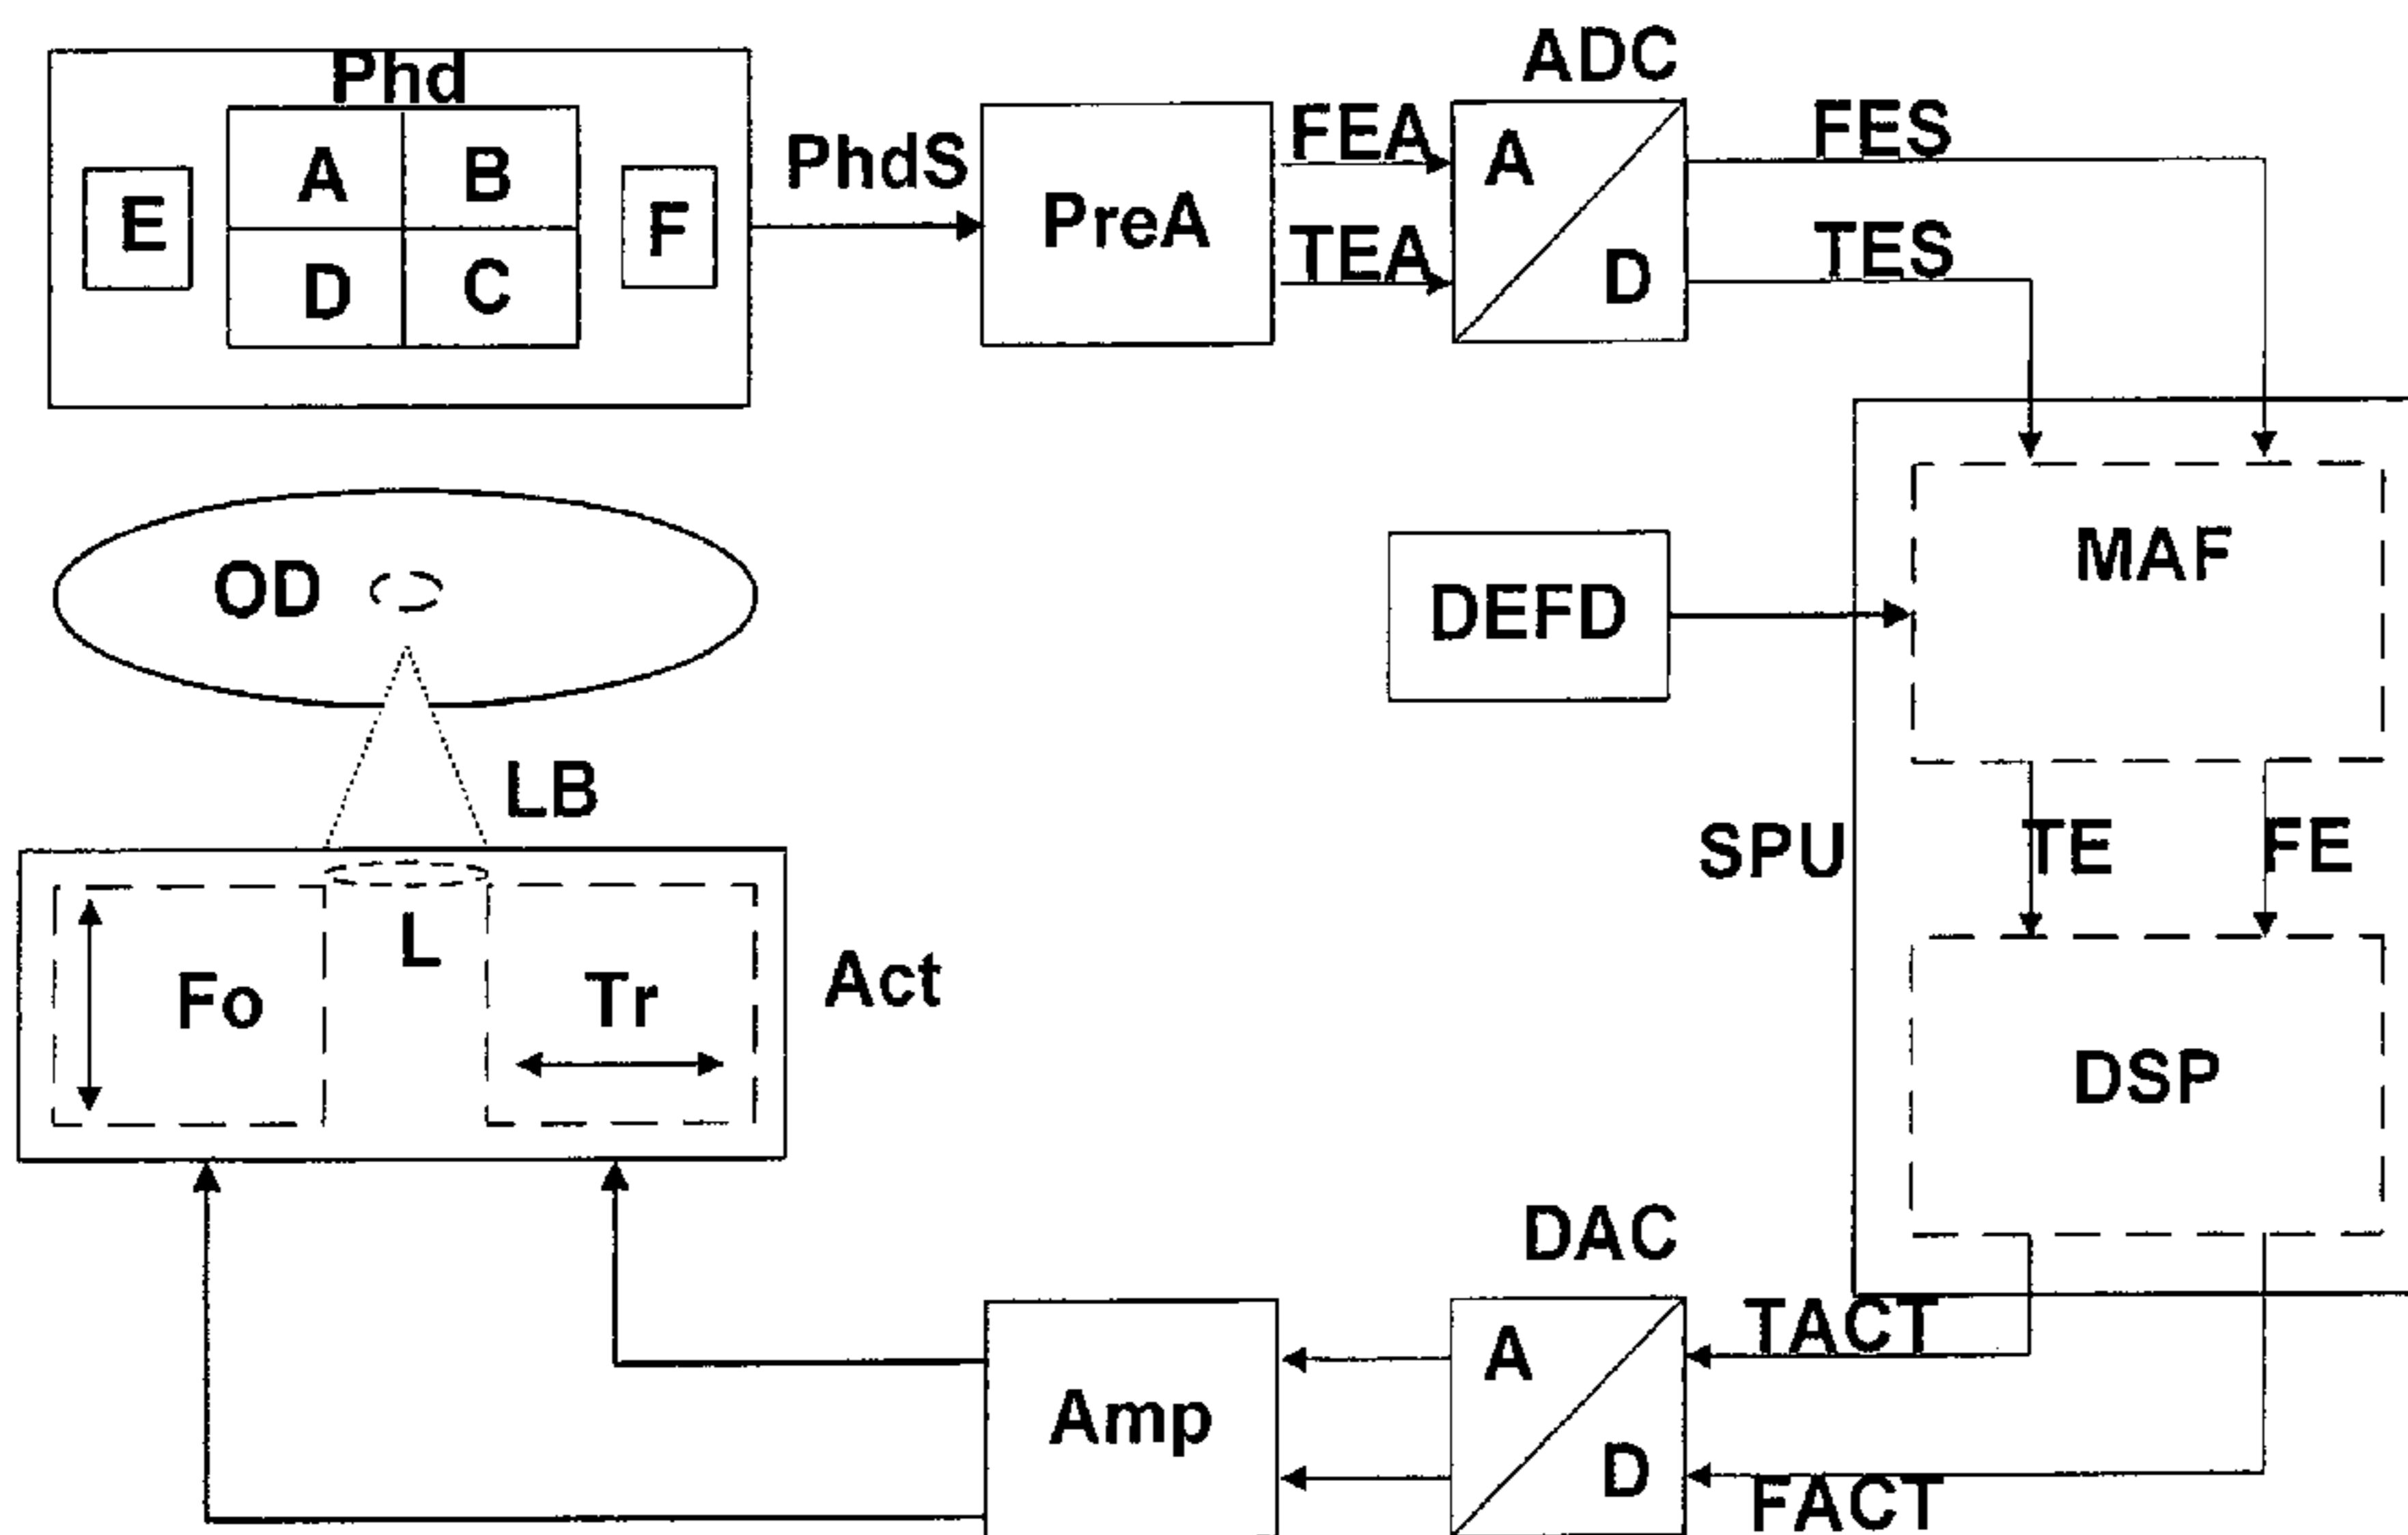 Phd
A
B
E
F
D
C
PhdS
PreA
FEA
TEA
ADC
A
D
FES
TES
OD
LB
DEFD
MAF
SPU
TE
FE
L
Fo
Tr
Act
DSP
DAC
A
D
TACT
FACT
Amp